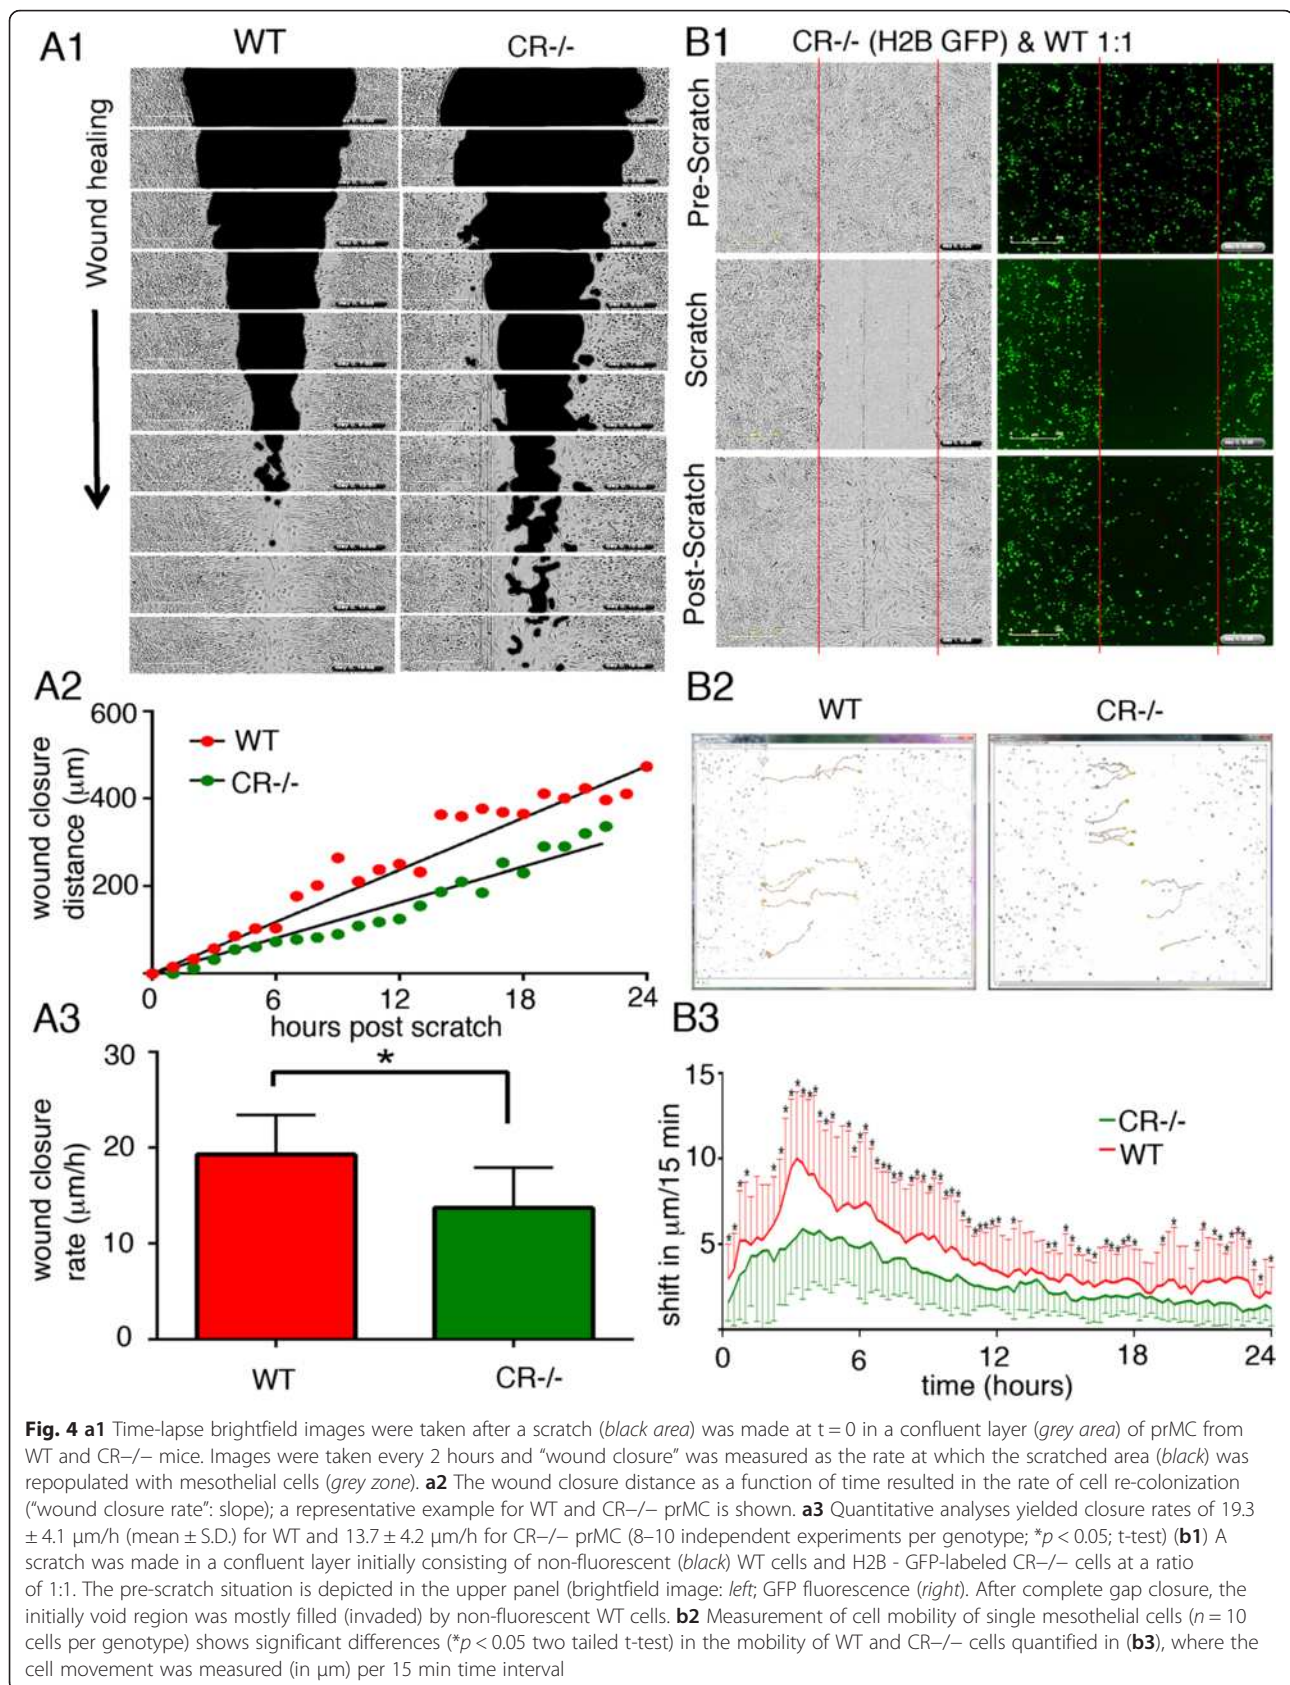 A1
WT
CR-/-
Wound healing
B1
CR-/- (H2B GFP) & WT 1:1
Pre-Scratch
Scratch
Post-Scratch
A2
600
400
200
wound closure
distance (μm)
WT
CR-/-
0
6
12
18
24
hours post scratch
B2
WT
CR-/-
A3
30
20
10
0
wound closure
rate (μm/h)
*
WT
CR-/-
B3
15
10
5
shift in μm/15 min
CR-/-
WT
0
6
12
18
24
time (hours)
Fig. 4 a1 Time-lapse brightfield images were taken after a scratch (black area) was made at t = 0 in a confluent layer (grey area) of prMC from
WT and CR−/− mice. Images were taken every 2 hours and “wound closure” was measured as the rate at which the scratched area (black) was
repopulated with mesothelial cells (grey zone). a2 The wound closure distance as a function of time resulted in the rate of cell re-colonization
(“wound closure rate”: slope); a representative example for WT and CR−/− prMC is shown. a3 Quantitative analyses yielded closure rates of 19.3
± 4.1 μm/h (mean ± S.D.) for WT and 13.7 ± 4.2 μm/h for CR−/− prMC (8–10 independent experiments per genotype; *p < 0.05; t-test) (b1) A
scratch was made in a confluent layer initially consisting of non-fluorescent (black) WT cells and H2B - GFP-labeled CR−/− cells at a ratio
of 1:1. The pre-scratch situation is depicted in the upper panel (brightfield image: left; GFP fluorescence (right). After complete gap closure, the
initially void region was mostly filled (invaded) by non-fluorescent WT cells. b2 Measurement of cell mobility of single mesothelial cells (n = 10
cells per genotype) shows significant differences (*p < 0.05 two tailed t-test) in the mobility of WT and CR−/− cells quantified in (b3), where the
cell movement was measured (in μm) per 15 min time interval